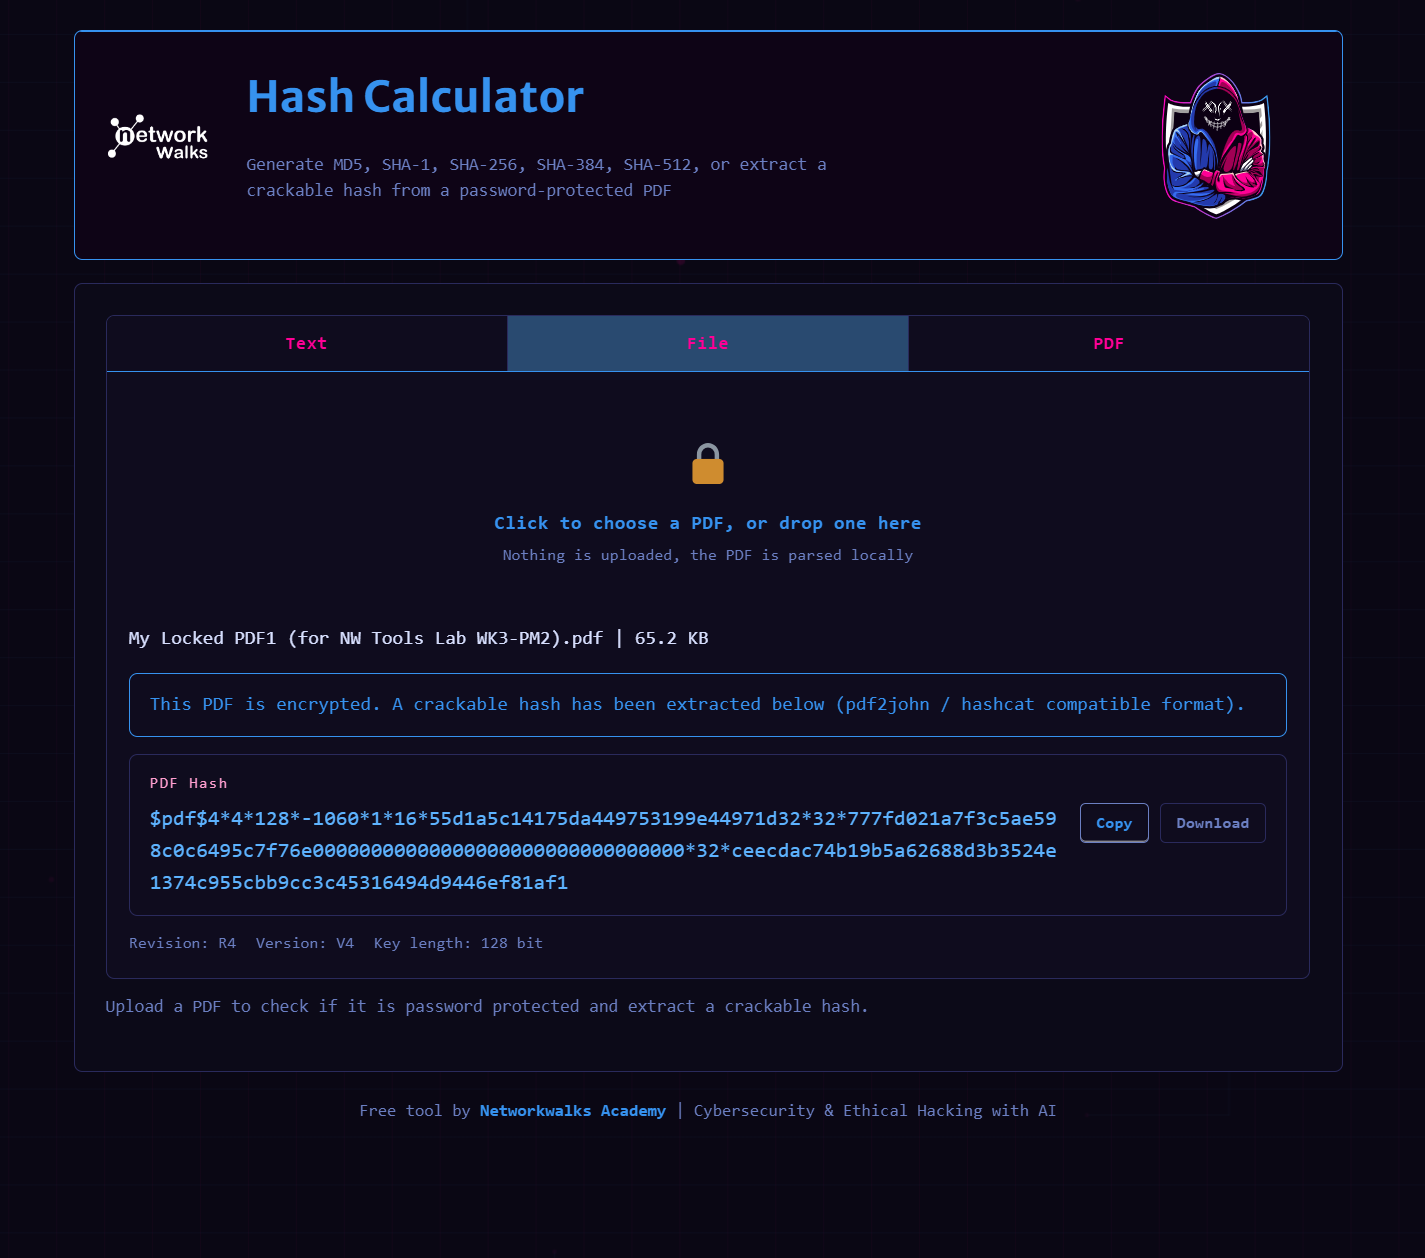 network
Walks
Hash Calculator
Generate MD5, SHA-1, SHA-256, SHA-384, SHA-512, or extract a
crackable hash from a password-protected PDF
Text
File
PDF
Click to choose a PDF, or drop one here
Nothing is uploaded, the PDF is parsed locally
My Locked PDF1 (for NW Tools Lab WK3-PM2).pdf | 65.2 KB
This PDF is encrypted. A crackable hash has been extracted below (pdf2john / hashcat compatible format).
PDF Hash
$pdf$4*4*128*-1060*1*16*55d1a5c14175da449753199e44971d32*32*777fd021a7f3c5ae59
8c0c6495c7f76e00000000000000000000000000000000*32*ceecdac74b19b5a62688d3b3524e
1374c955cbb9cc3c45316494d9446ef81af1
Copy
Download
Revision: R4 Version: V4 Key length: 128 bit
Upload a PDF to check if it is password protected and extract a crackable hash.
Free tool by Networkwalks Academy | Cybersecurity & Ethical Hacking with AI